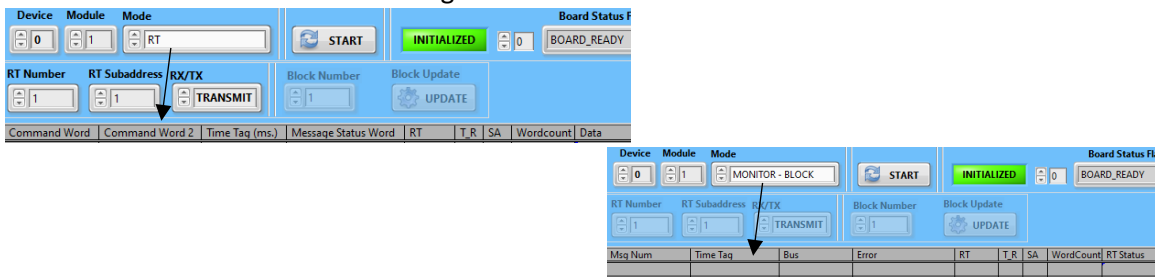 Device Module Mode Board Status F
0 1 RT START INITIALIZED 0 BOARD_READY
RT Number RT Subaddress RX/TX Block Number Block Update
1 1 TRANSMIT 1 UPDATE
Command Word Command Word 2 Time Tag (ms.) Message Status Word RT T_R SA Wordcount Data
Device Module Mode Board Status Fl
0 1 MONITOR - BLOCK START INITIALIZED 0 BOARD_READY
RT Number RT Subaddress RX/TX Block Number Block Update
1 1 TRANSMIT 1 UPDATE
Msg Num Time Tag Bus Error RT T_R SA WordCount RT Status